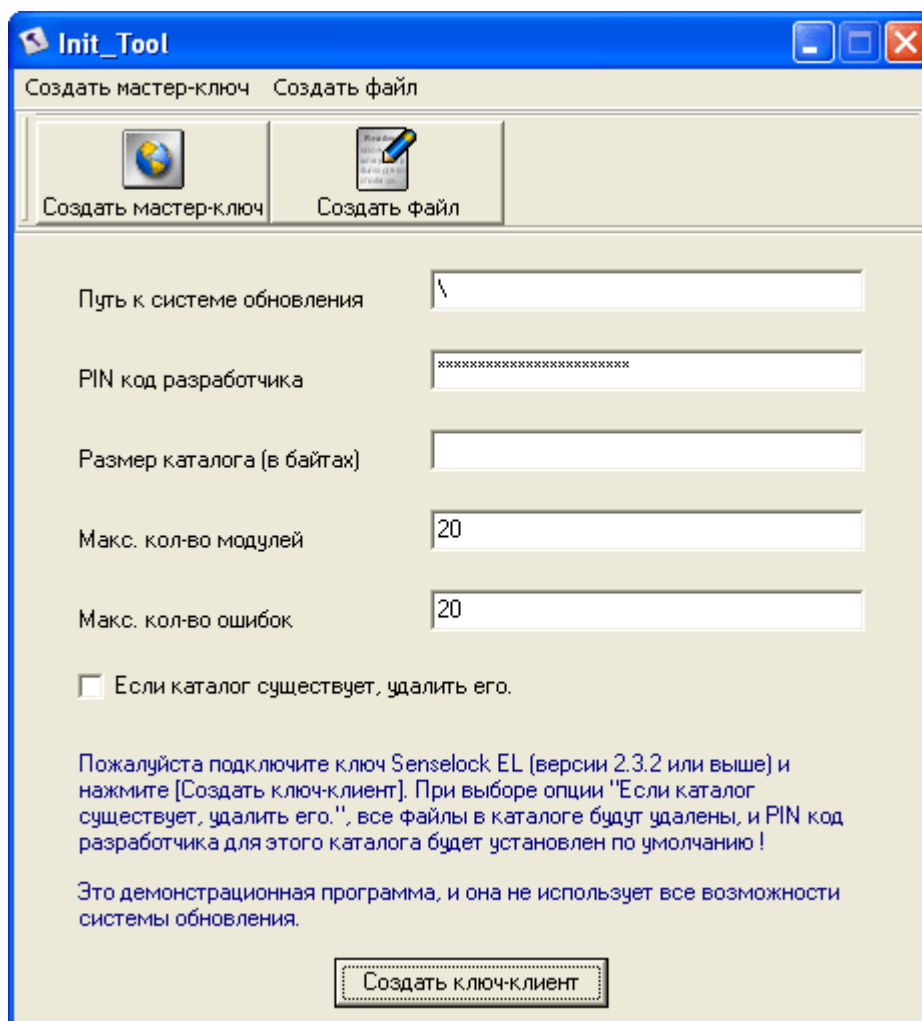 Init_Tool
Создать мастер-ключ Создать файл
Создать мастер-ключ Создать файл
Путь к системе обновления \
PIN код разработчика ************************
Размер каталога (в байтах)
Макс. кол-во модулей 20
Макс. кол-во ошибок 20
Если каталог существует, удалить его.
Пожалуйста подключите ключ Senselock EL (версии 2.3.2 или выше) и
нажмите [Создать ключ-клиент]. При выборе опции "Если каталог
существует, удалить его.", все файлы в каталоге будут удалены, и PIN код
разработчика для этого каталога будет установлен по умолчанию !
Это демонстрационная программа, и она не использует все возможности
системы обновления.
Создать ключ-клиент